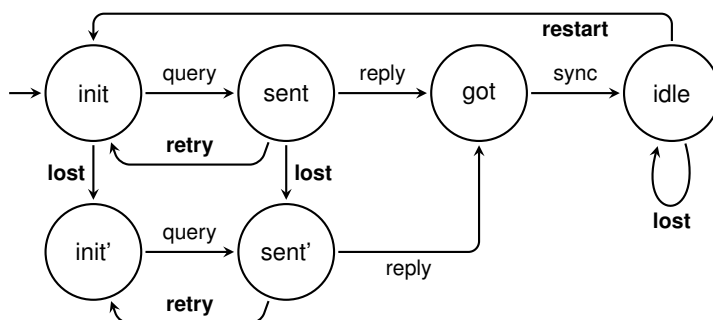 restart
query
reply
sync
init
sent
got
idle
retry
lost
lost
query
init'
sent'
reply
lost
retry